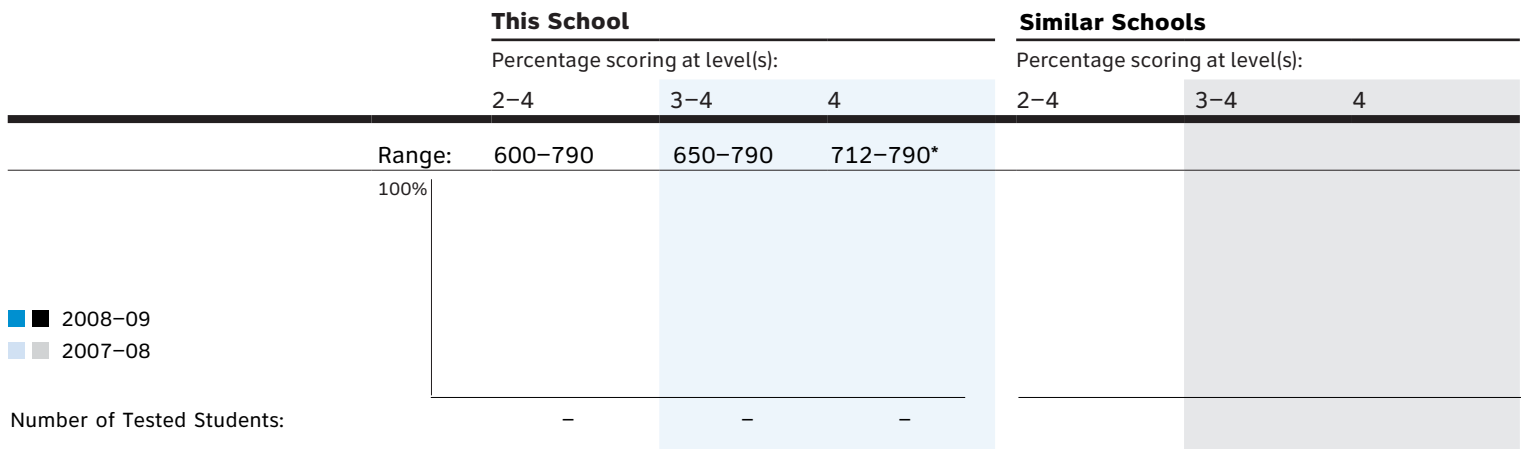 This School Similar Schools
Percentage scoring at level(s): Percentage scoring at level(s):
2–4 3–4 4 2–4 3–4 4
Range: 600–790 650–790 712–790*
100%
2008–09
2007–08
Number of Tested Students: – – –